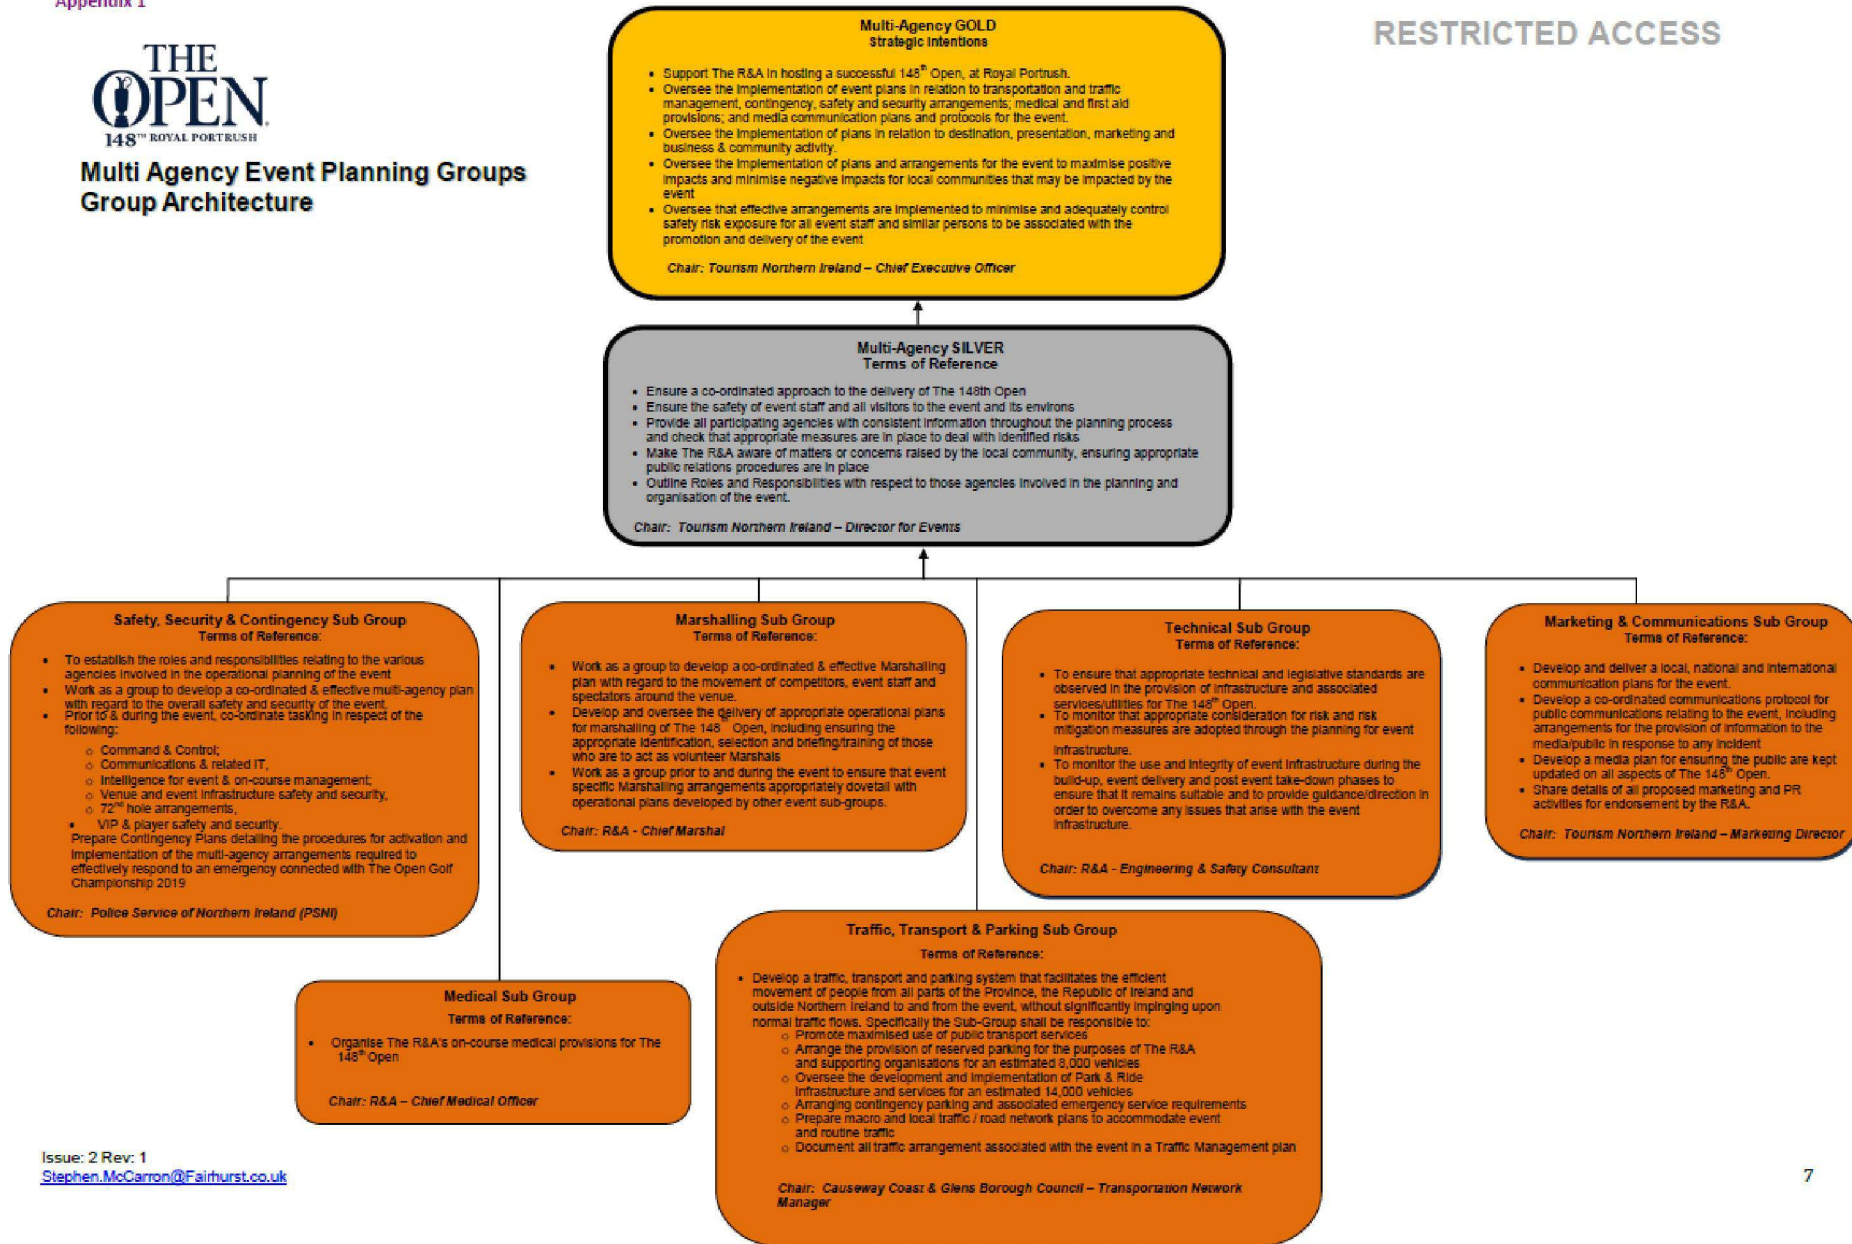 Appendix 1
RESTRICTED ACCESS
THE
OPEN
148TH ROYAL PORTRUSH
Multi Agency Event Planning Groups
Group Architecture
Multi-Agency GOLD
Strategic Intentions
• Support The R&A in hosting a successful 148th Open, at Royal Portrush.
• Oversee the implementation of event plans in relation to transportation and traffic
management, contingency, safety and security arrangements; medical and first aid
provisions; and media communication plans and protocols for the event.
• Oversee the implementation of plans in relation to destination, presentation, marketing and
business & community activity.
• Oversee the implementation of plans and arrangements for the event to maximise positive
impacts and minimise negative impacts for local communities that may be impacted by the
event
• Oversee that effective arrangements are implemented to minimise and adequately control
safety risk exposure for all event staff and similar persons to be associated with the
promotion and delivery of the event
Chair: Tourism Northern Ireland – Chief Executive Officer
Multi-Agency SILVER
Terms of Reference
• Ensure a co-ordinated approach to the delivery of The 148th Open
• Ensure the safety of event staff and all visitors to the event and its environs
• Provide all participating agencies with consistent information throughout the planning process
and check that appropriate measures are in place to deal with identified risks
• Make The R&A aware of matters or concerns raised by the local community, ensuring appropriate
public relations procedures are in place
• Outline Roles and Responsibilities with respect to those agencies involved in the planning and
organisation of the event.
Chair: Tourism Northern Ireland – Director for Events
Safety, Security & Contingency Sub Group
Terms of Reference:
• To establish the roles and responsibilities relating to the various
agencies involved in the operational planning of the event
• Work as a group to develop a co-ordinated & effective multi-agency plan
with regard to the overall safety and security of the event.
• Prior to & during the event, co-ordinate tasking in respect of the
following:
o Command & Control;
o Communications & related IT,
o Intelligence for event & on-course management;
o Venue and event infrastructure safety and security,
o 72nd hole arrangements,
• VIP & player safety and security.
Prepare Contingency Plans detailing the procedures for activation and
implementation of the multi-agency arrangements required to
effectively respond to an emergency connected with The Open Golf
Championship 2019
Chair: Police Service of Northern Ireland (PSNI)
Marshalling Sub Group
Terms of Reference:
• Work as a group to develop a co-ordinated & effective Marshalling
plan with regard to the movement of competitors, event staff and
spectators around the venue.
• Develop and oversee the delivery of appropriate operational plans
for marshalling of The 148th Open, including ensuring the
appropriate identification, selection and briefing/training of those
who are to act as volunteer Marshals
• Work as a group prior to and during the event to ensure that event
specific Marshalling arrangements appropriately dovetail with
operational plans developed by other event sub-groups.
Chair: R&A - Chief Marshal
Technical Sub Group
Terms of Reference:
• To ensure that appropriate technical and legislative standards are
observed in the provision of infrastructure and associated
services/utilities for The 148th Open.
• To monitor that appropriate consideration for risk and risk
mitigation measures are adopted through the planning for event
infrastructure.
• To monitor the use and integrity of event infrastructure during the
build-up, event delivery and post event take-down phases to
ensure that it remains suitable and to provide guidance/direction in
order to overcome any issues that arise with the event
infrastructure.
Chair: R&A - Engineering & Safety Consultant
Marketing & Communications Sub Group
Terms of Reference:
• Develop and deliver a local, national and international
communication plans for the event.
• Develop a co-ordinated communications protocol for
public communications relating to the event, including
arrangements for the provision of information to the
media/public in response to any incident
• Develop a media plan for ensuring the public are kept
updated on all aspects of The 148th Open.
• Share details of all proposed marketing and PR
activities for endorsement by the R&A.
Chair: Tourism Northern Ireland – Marketing Director
Medical Sub Group
Terms of Reference:
• Organise The R&A's on-course medical provisions for The
148th Open
Chair: R&A – Chief Medical Officer
Traffic, Transport & Parking Sub Group
Terms of Reference:
• Develop a traffic, transport and parking system that facilitates the efficient
movement of people from all parts of the Province, the Republic of Ireland and
outside Northern Ireland to and from the event, without significantly impinging upon
normal traffic flows. Specifically the Sub-Group shall be responsible to:
o Promote maximised use of public transport services
o Arrange the provision of reserved parking for the purposes of The R&A
and supporting organisations for an estimated 8,000 vehicles
o Oversee the development and implementation of Park & Ride
infrastructure and services for an estimated 14,000 vehicles
o Arranging contingency parking and associated emergency service requirements
o Prepare macro and local traffic / road network plans to accommodate event
and routine traffic
o Document all traffic arrangement associated with the event in a Traffic Management plan
Chair: Causeway Coast & Glens Borough Council – Transportation Network
Manager
Issue: 2 Rev: 1
Stephen.McCarron@Fairhurst.co.uk
7